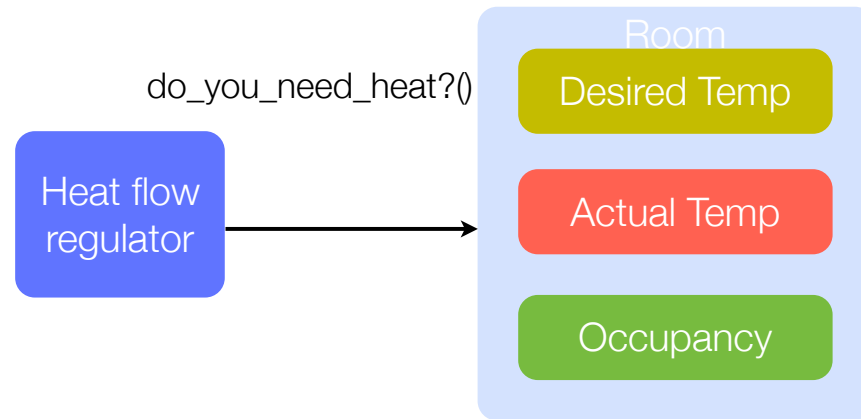 Room
do_you_need_heat?()
Desired Temp
Heat flow
regulator
Actual Temp
Occupancy